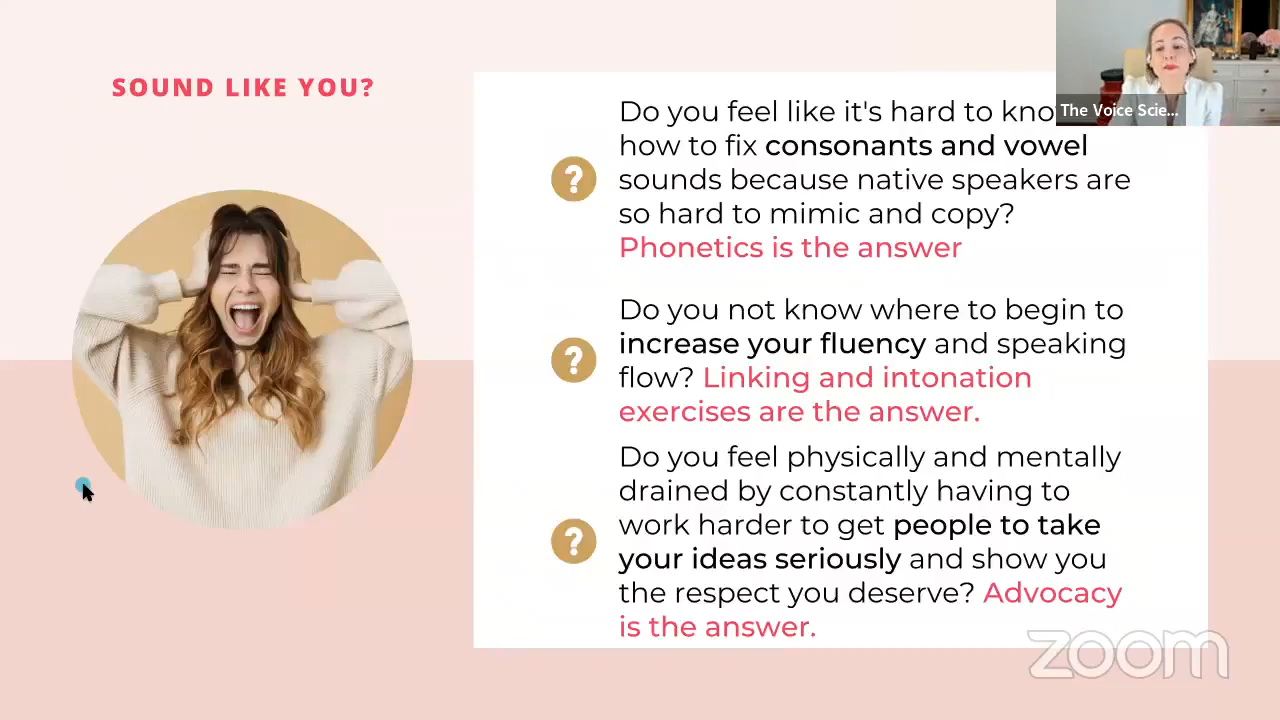 SOUND LIKE YOU?
Do you feel like it's hard to kno
how to fix consonants and vowel
sounds because native speakers are
so hard to mimic and copy?
Phonetics is the answer
Do you not know where to begin to
increase your fluency and speaking
flow? Linking and intonation
exercises are the answer.
Do you feel physically and mentally
drained by constantly having to
work harder to get people to take
your ideas seriously and show you
the respect you deserve? Advocacy
is the answer.
?
?
?
The Voice Scie...
zoom